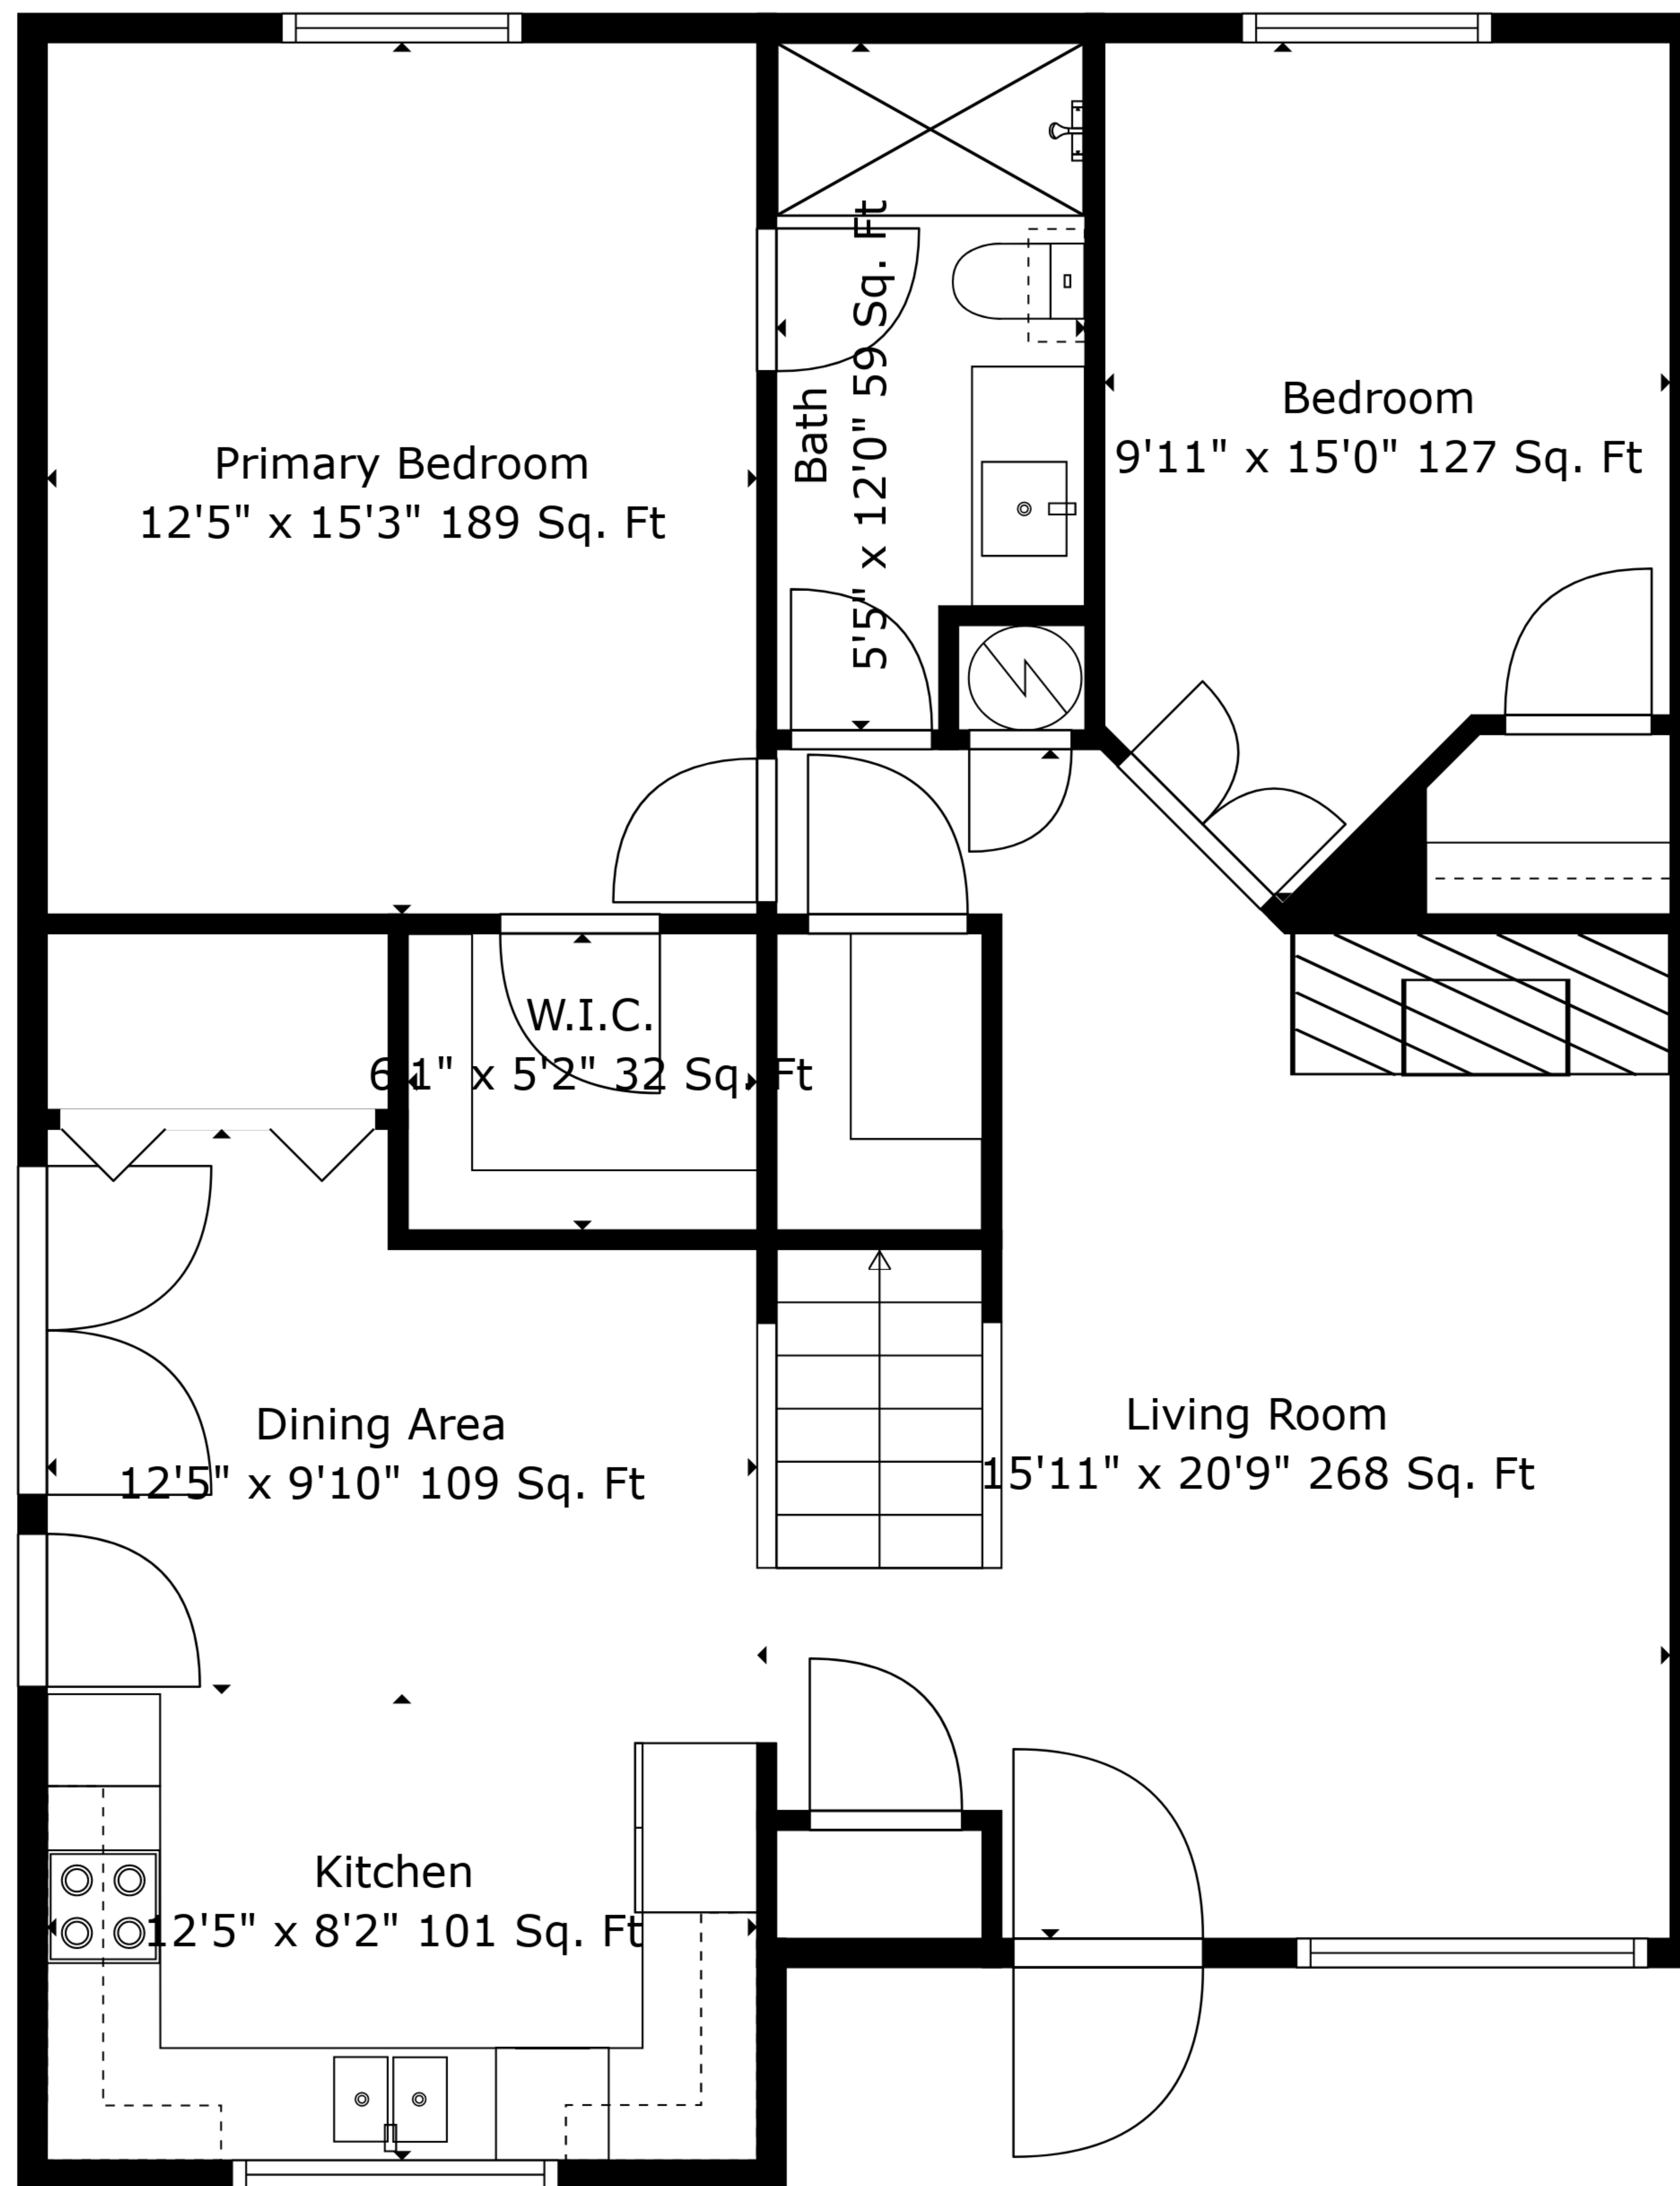 Primary Bedroom
12'5" x 15'3" 189 Sq. Ft
Bath
5'5" x 12'0" 59 Sq. Ft
Bedroom
9'11" x 15'0" 127 Sq. Ft
W.I.C.
6'1" x 5'2" 32 Sq. Ft
Dining Area
12'5" x 9'10" 109 Sq. Ft
Living Room
15'11" x 20'9" 268 Sq. Ft
Kitchen
12'5" x 8'2" 101 Sq. Ft